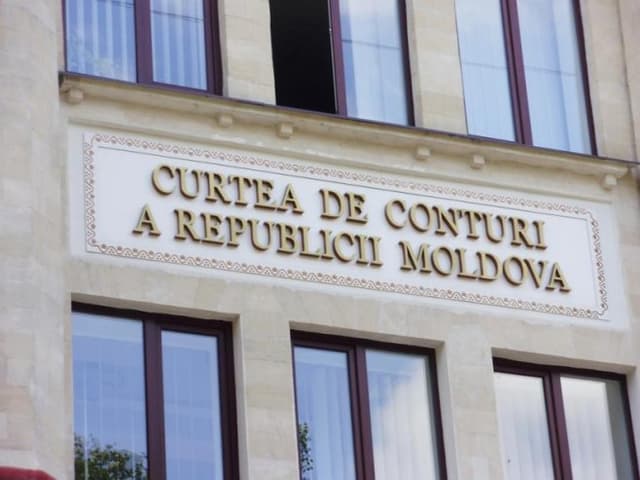 CURTEA DE CONTURI
A REPUBLICII MOLDOVA